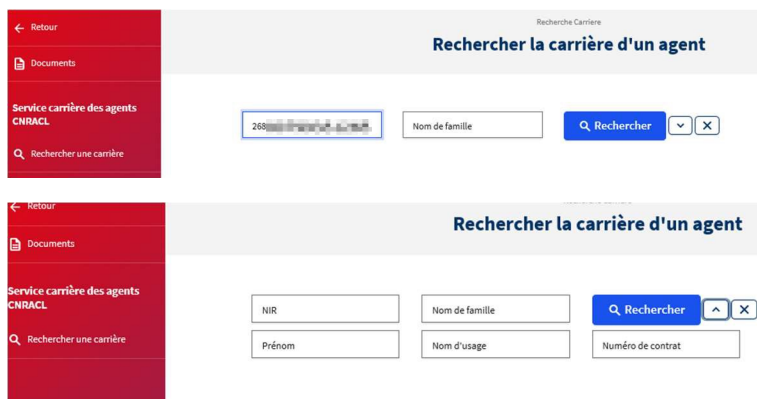 Retour
Recherche Carriere
Rechercher la carrière d'un agent
Documents
Service carrière des agents
CNRACL
268
Nom de famille
Rechercher
Rechercher une carrière
Retour
Rechercher la carrière d'un agent
Documents
Service carrière des agents
CNRACL
NIR
Nom de famille
Rechercher
Rechercher une carrière
Prénom
Nom d'usage
Numéro de contrat